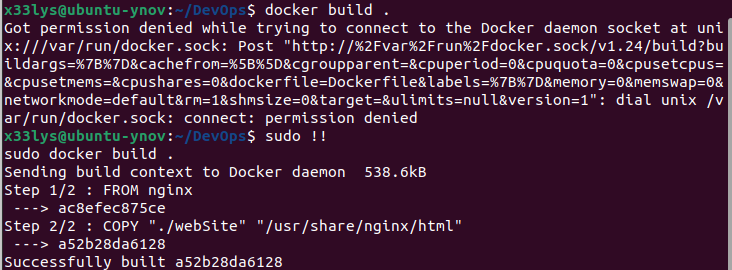 x33lys@ubuntu-ynov:~/DevOps$ docker build .
Got permission denied while trying to connect to the Docker daemon socket at uni
x:///var/run/docker.sock: Post "http://%2Fvar%2Frun%2Fdocker.sock/v1.24/build?bu
ildargs=%7B%7D&cachefrom=%5B%5D&cgroupparent=&cpuperiod=0&cpuquota=0&cpusetcpus=
&cpusetmems=&cpushares=0&dockerfile=Dockerfile&labels=%7B%7D&memory=0&memswap=0&
networkmode=default&rm=1&shmsize=0&target=&ulimits=null&version=1": dial unix /v
ar/run/docker.sock: connect: permission denied
x33lys@ubuntu-ynov:~/DevOps$ sudo !!
sudo docker build .
Sending build context to Docker daemon  538.6kB
Step 1/2 : FROM nginx
 ---> ac8efec875ce
Step 2/2 : COPY "./webSite" "/usr/share/nginx/html"
 ---> a52b28da6128
Successfully built a52b28da6128